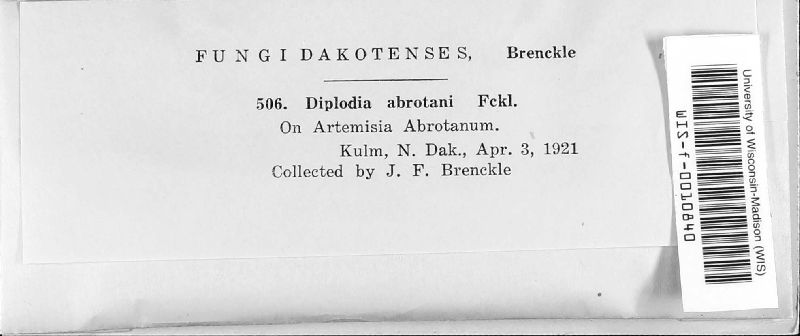 FUNGI DAKOTENSES, Brenckle
506. Diplodia abrotani Fckl.
On Artemisia Abrotanum.
Kulm, N. Dak., Apr. 3, 1921
Collected by J. F. Brenckle
University of Wisconsin-Madison (WIS)
WIS-f-0010840